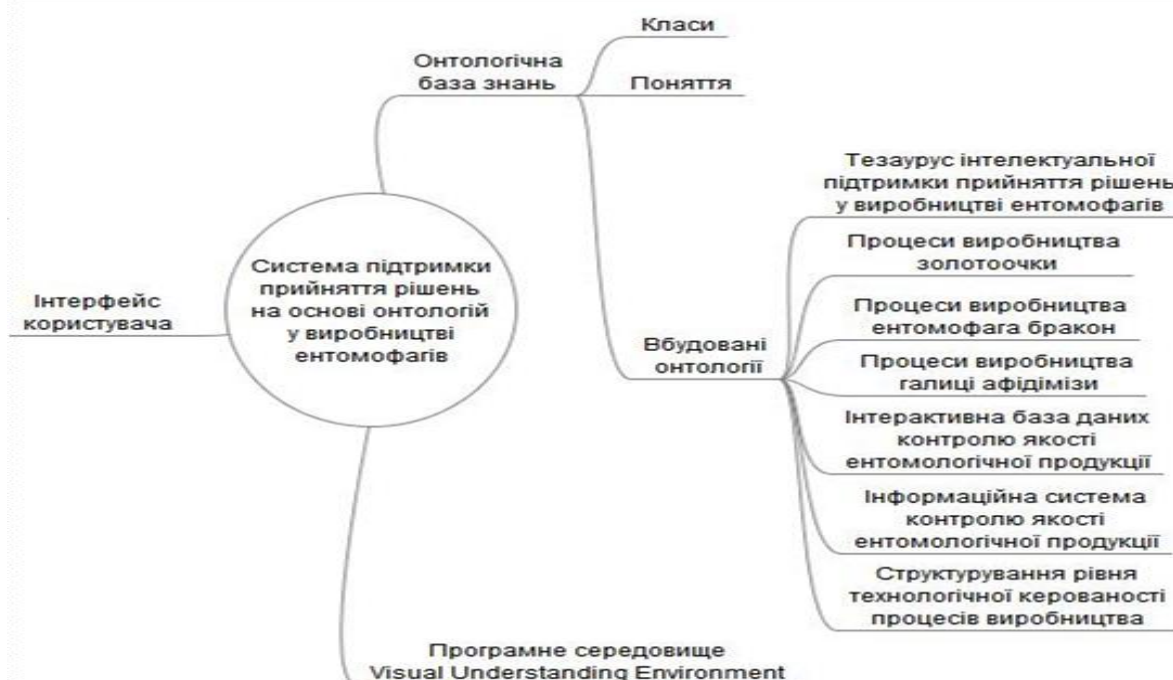 Класи
Онтологічна
база знань
Поняття
Тезаурус інтелектуальної
підтримки прийняття рішень
у виробництві ентомофагів
Процеси виробництва
золотоочки
Система підтримки
прийняття рішень
на основі онтологій
у виробництві
ентомофагів
Інтерфейс
користувача
Процеси виробництва
ентомофага бракон
Вбудовані
онтології
Процеси виробництва
галиці афідімізи
Інтерактивна база даних
контролю якості
ентомологічної продукції
Інформаційна система
контролю якості
ентомологічної продукції
Структурування рівня
технологічної керованості
процесів виробництва
Програмне середовище
Visual Understanding Environment